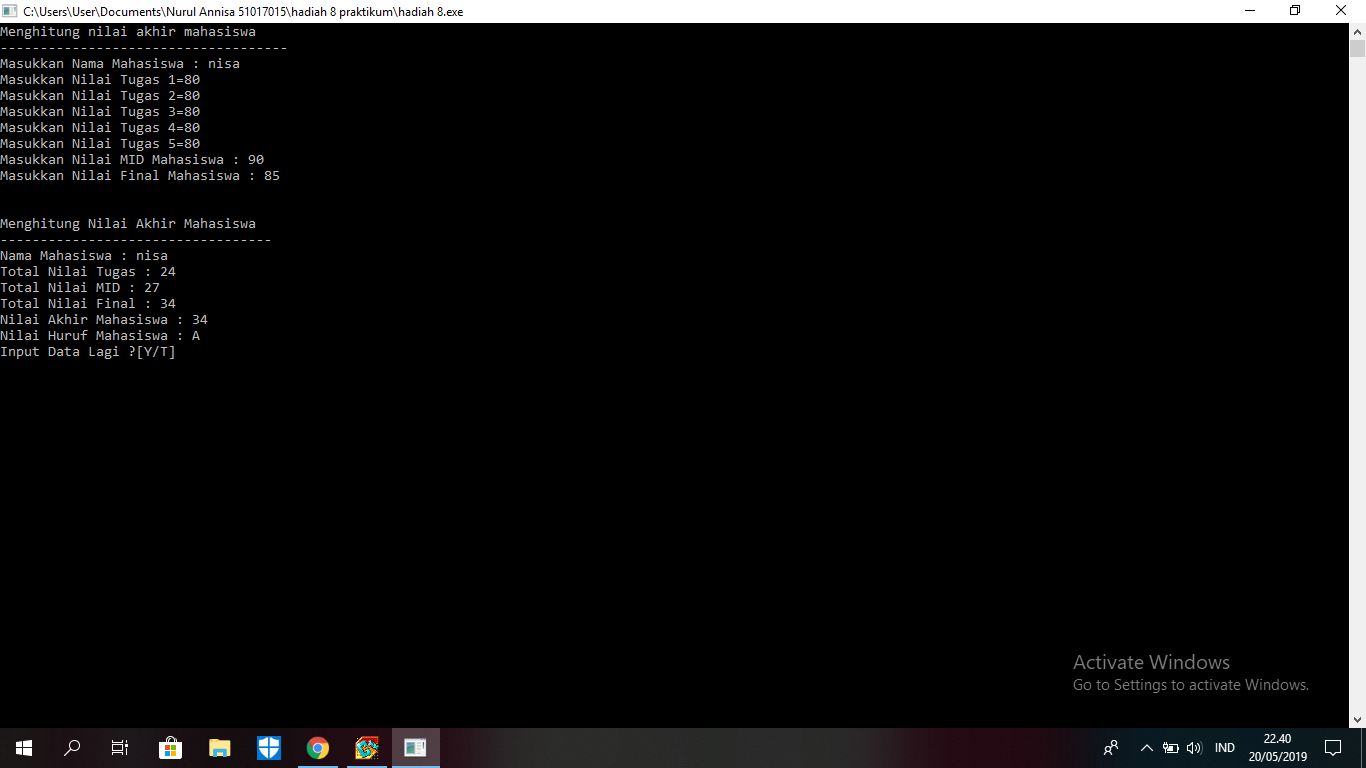 C:\Users\User\Documents\Nurul Annisa 51017015\hadiah 8 praktikum\hadiah 8.exe
Menghitung nilai akhir mahasiswa
------------------------------------
Masukkan Nama Mahasiswa : nisa
Masukkan Nilai Tugas 1=80
Masukkan Nilai Tugas 2=80
Masukkan Nilai Tugas 3=80
Masukkan Nilai Tugas 4=80
Masukkan Nilai Tugas 5=80
Masukkan Nilai MID Mahasiswa : 90
Masukkan Nilai Final Mahasiswa : 85
Menghitung Nilai Akhir Mahasiswa
----------------------------------
Nama Mahasiswa : nisa
Total Nilai Tugas : 24
Total Nilai MID : 27
Total Nilai Final : 34
Nilai Akhir Mahasiswa : 34
Nilai Huruf Mahasiswa : A
Input Data Lagi ?[Y/T]
Activate Windows
Go to Settings to activate Windows.
IND
22.40
20/05/2019